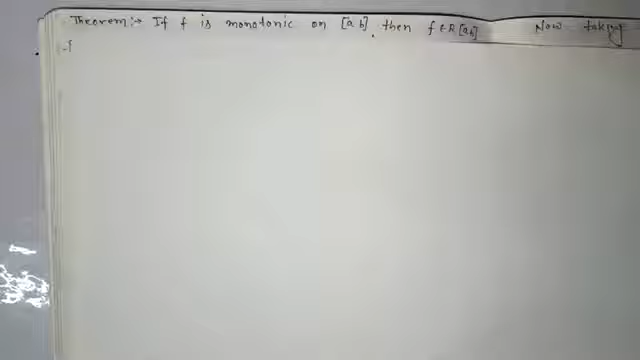 Theorem:→ If f is monotonic on [a b], then f ∈ R [a b] Now taking